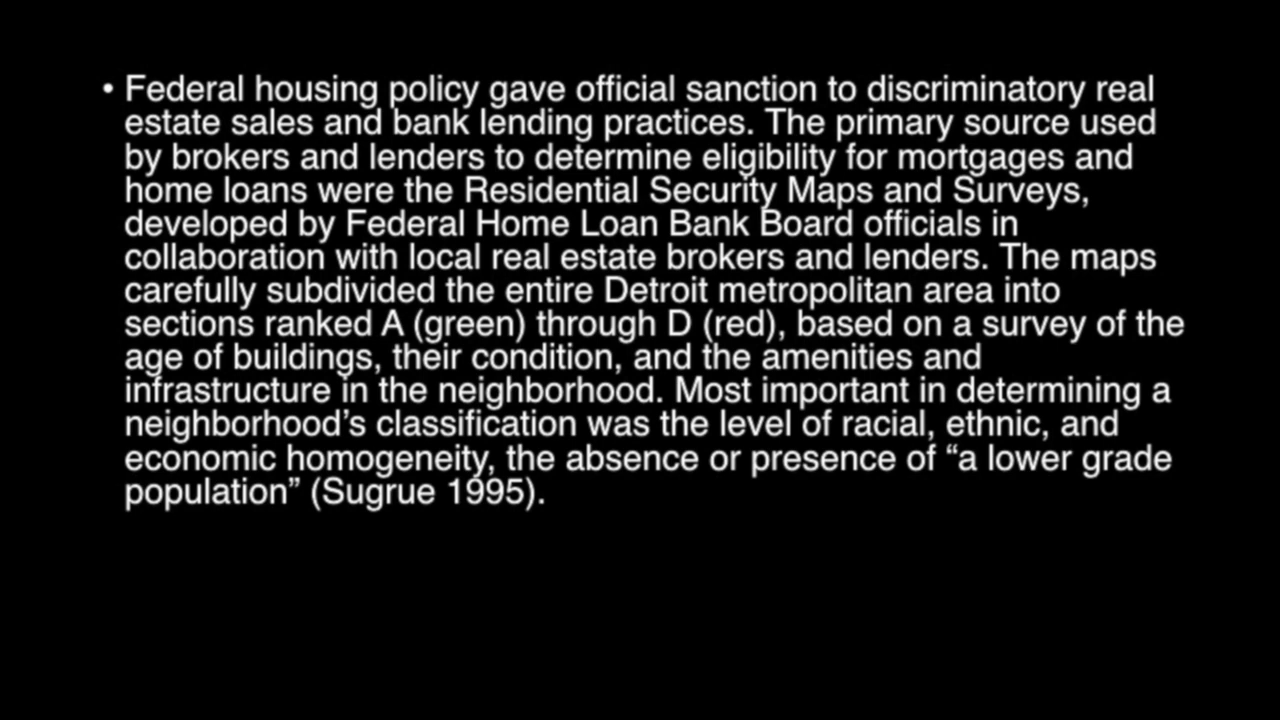 • Federal housing policy gave official sanction to discriminatory real
estate sales and bank lending practices. The primary source used
by brokers and lenders to determine eligibility for mortgages and
home loans were the Residential Security Maps and Surveys,
developed by Federal Home Loan Bank Board officials in
collaboration with local real estate brokers and lenders. The maps
carefully subdivided the entire Detroit metropolitan area into
sections ranked A (green) through D (red), based on a survey of the
age of buildings, their condition, and the amenities and
infrastructure in the neighborhood. Most important in determining a
neighborhood’s classification was the level of racial, ethnic, and
economic homogeneity, the absence or presence of “a lower grade
population” (Sugrue 1995).